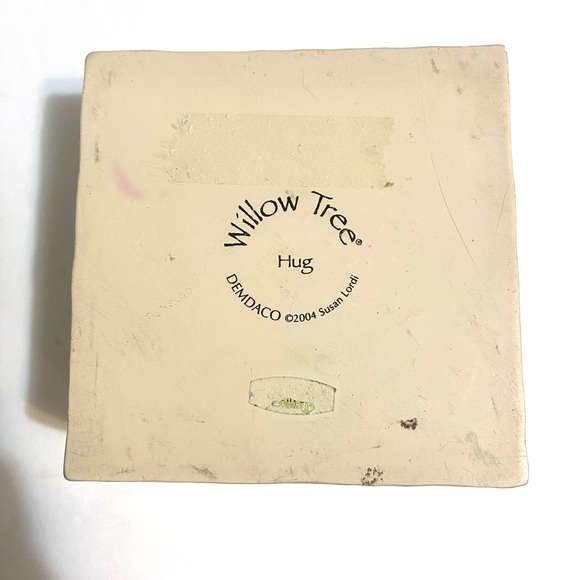 Willow Tree®
Hug
DEMDACO ©2004 Susan Lordi